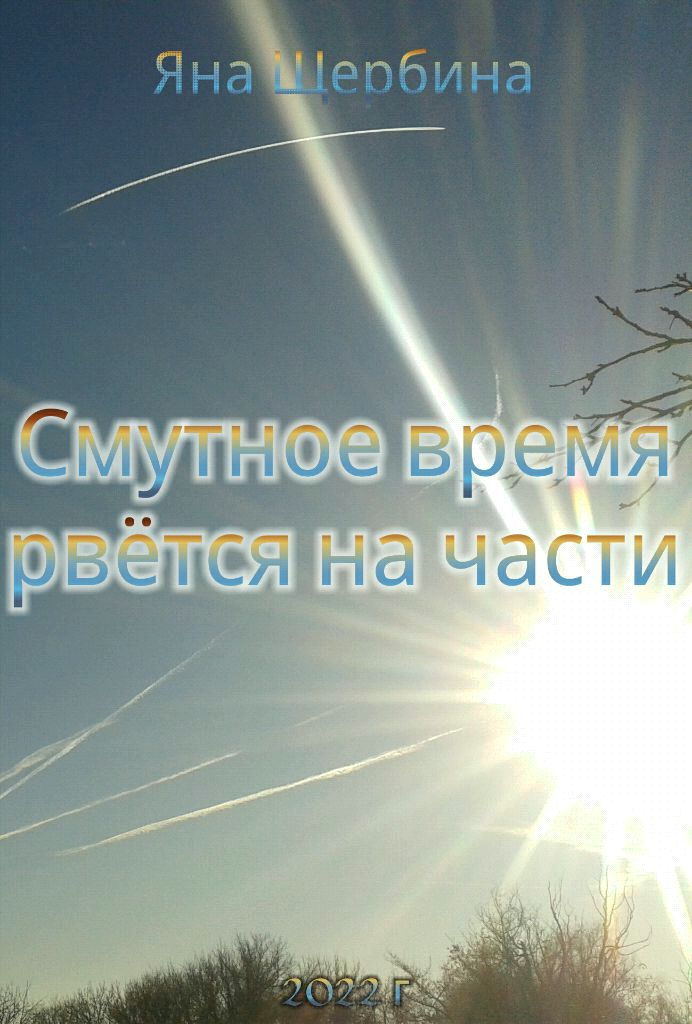 Яна Щербина
Смутное время
рвётся на части
2022 г